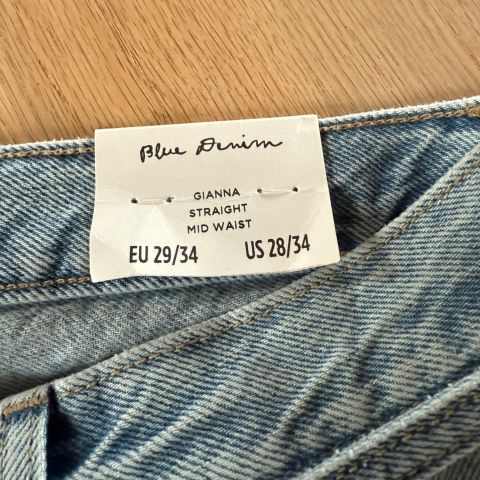 Blue Denim
GIANNA
STRAIGHT
MID WAIST
EU 29/34 US 28/34